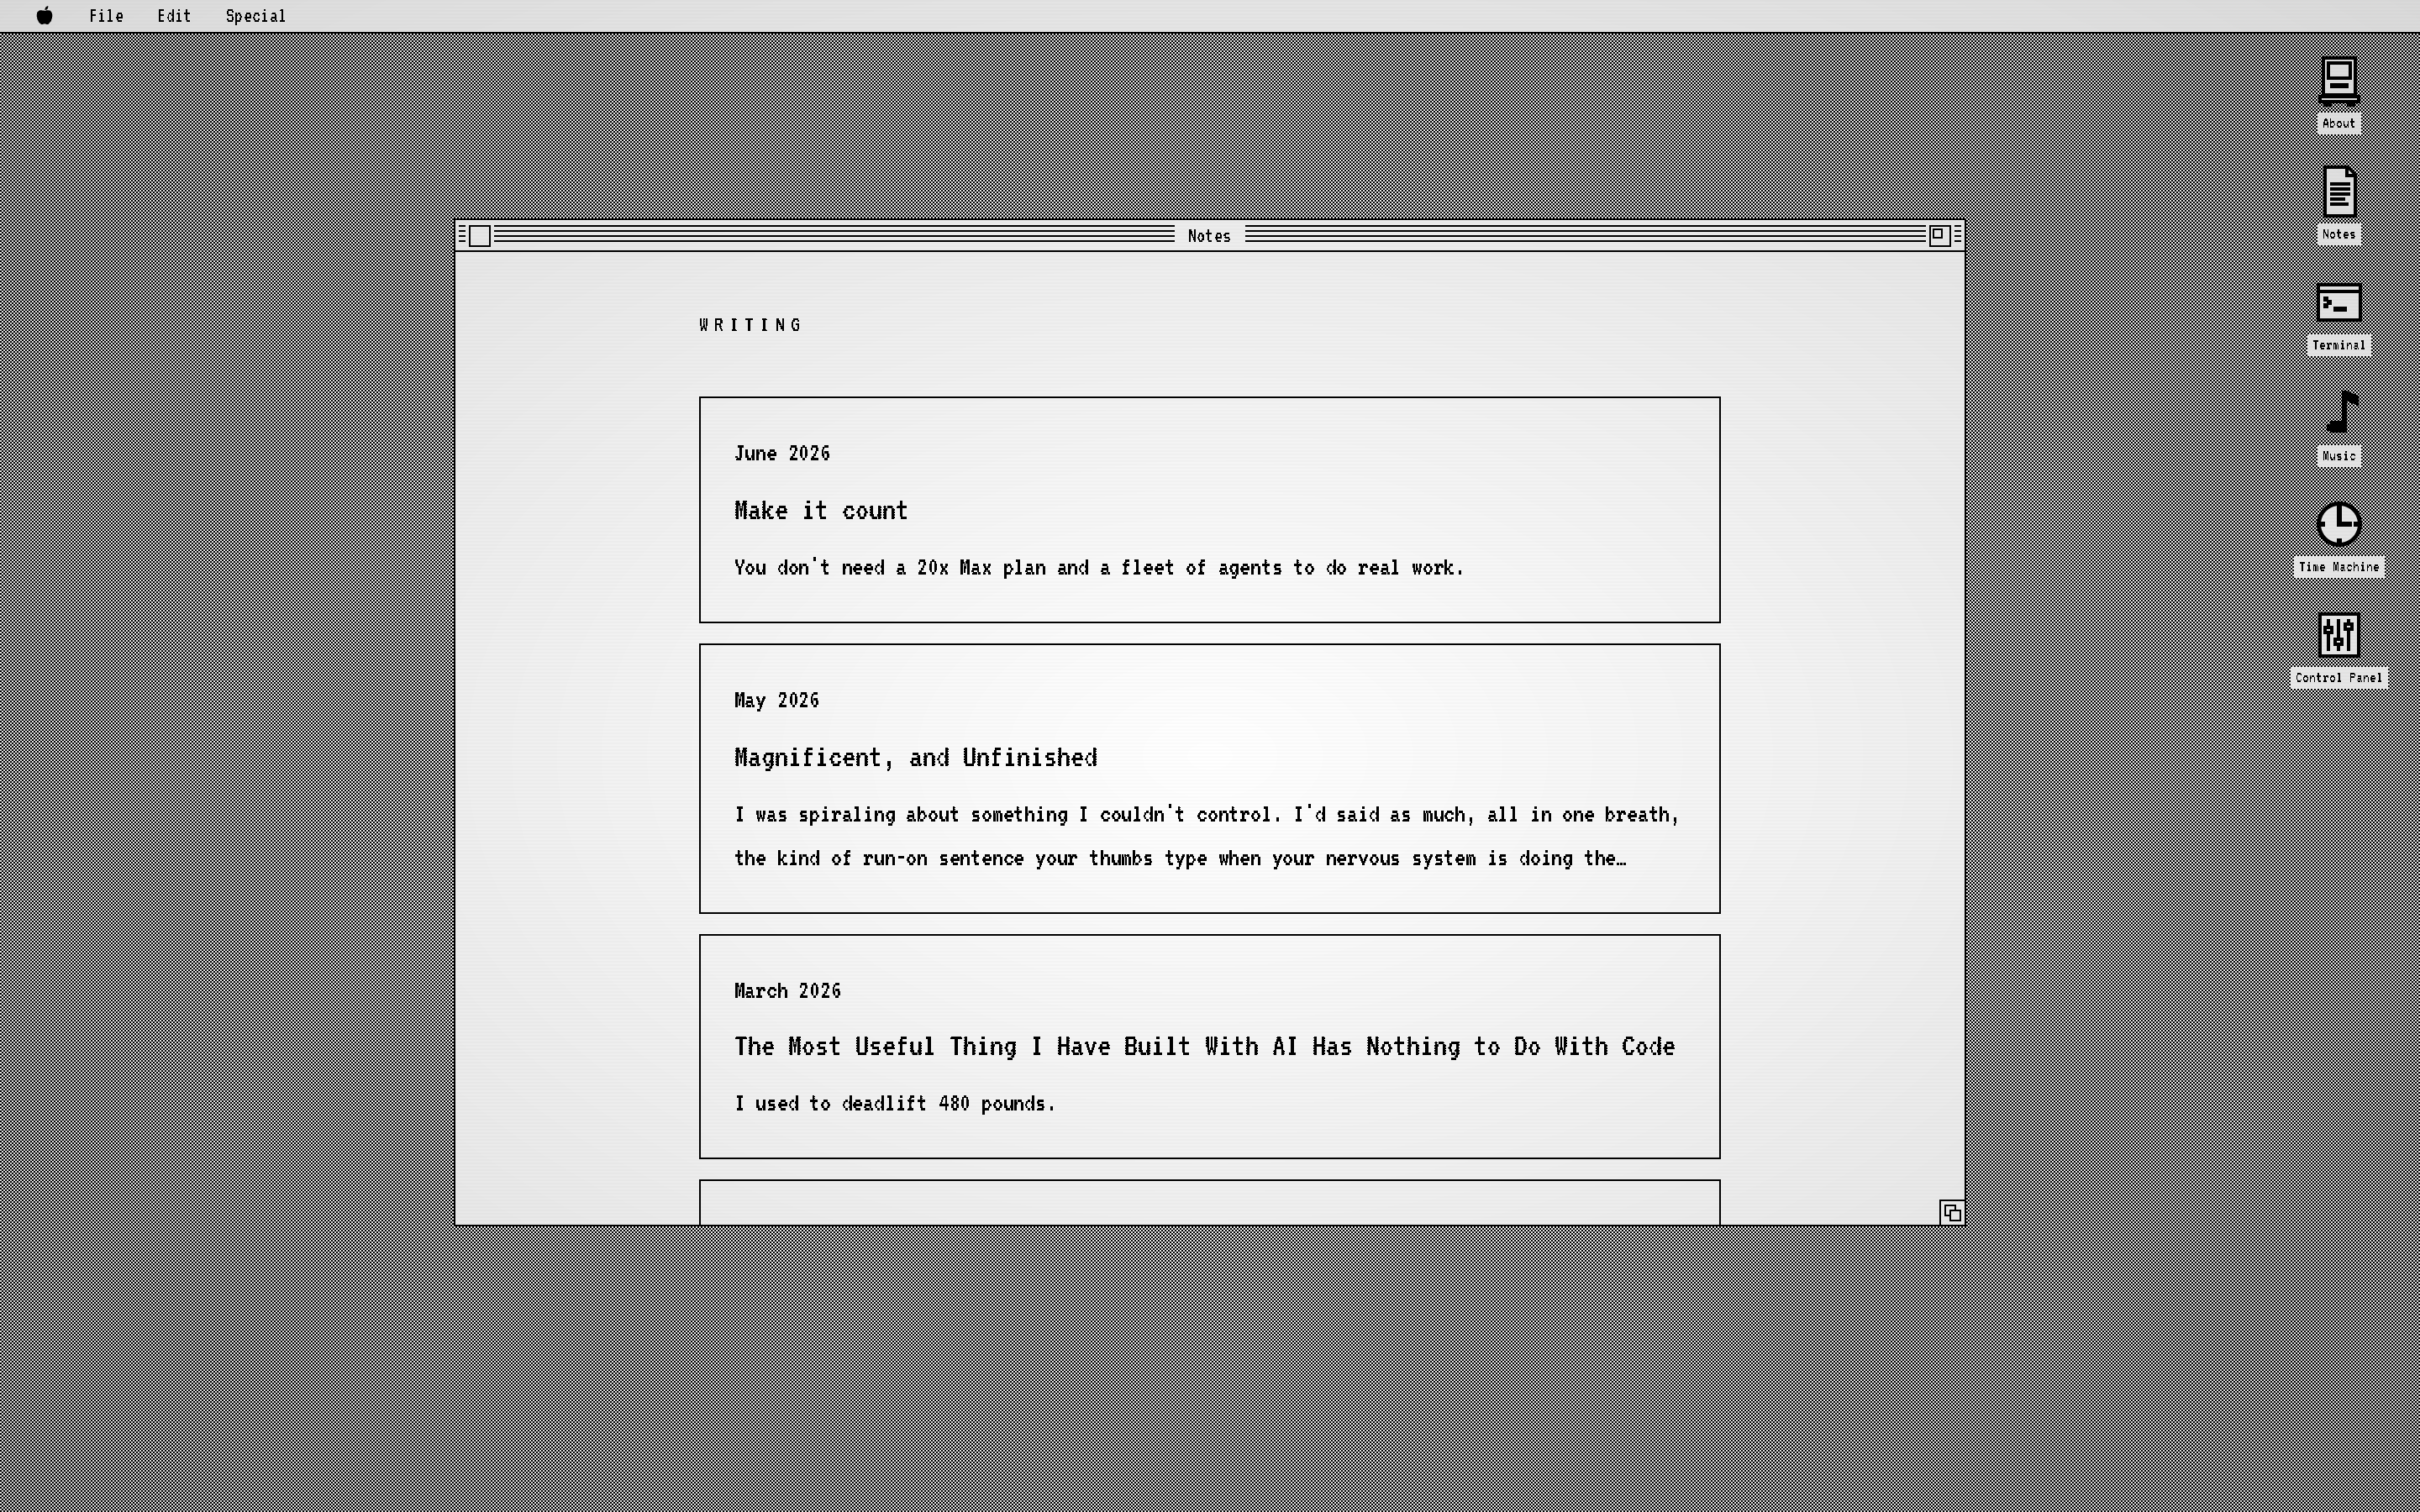 File Edit Special
About
Notes
Terminal
Music
Time Machine
Control Panel
Notes
WRITING
June 2026
Make it count
You don't need a 20x Max plan and a fleet of agents to do real work.
May 2026
Magnificent, and Unfinished
I was spiraling about something I couldn't control. I'd said as much, all in one breath,
the kind of run-on sentence your thumbs type when your nervous system is doing the…
March 2026
The Most Useful Thing I Have Built With AI Has Nothing to Do With Code
I used to deadlift 480 pounds.